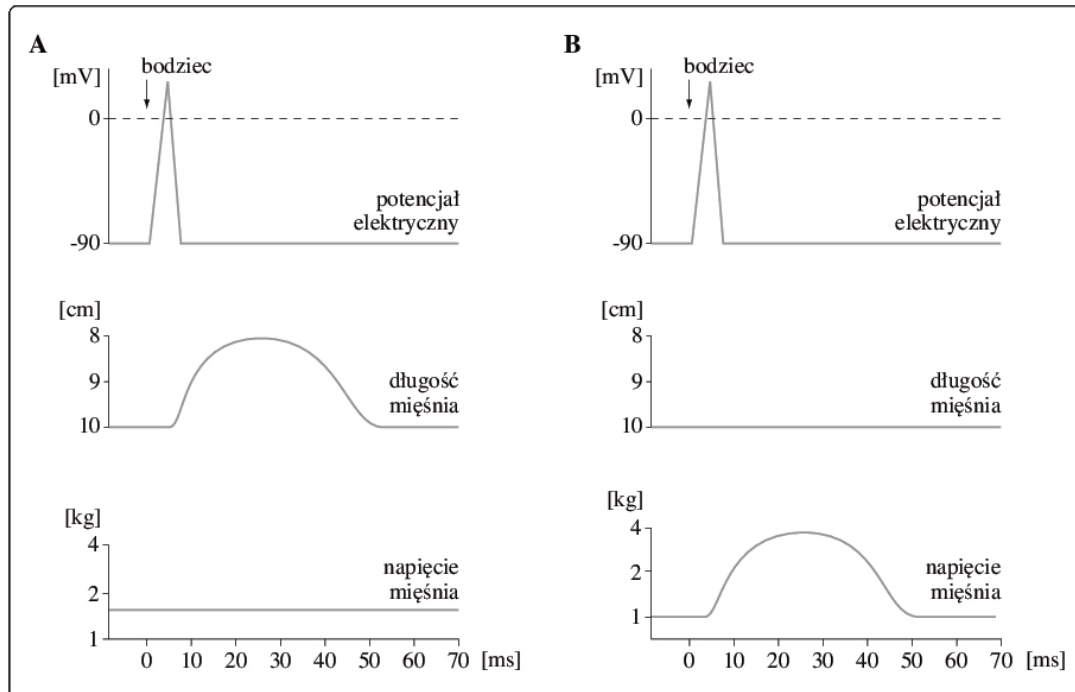 A
[mV]
bodziec
0
potencjał
elektryczny
-90
[cm]
8
9
długość
mięśnia
10
[kg]
4
napięcie
mięśnia
2
1
0 10 20 30 40 50 60 70 [ms]
B
[mV]
bodziec
0
potencjał
elektryczny
-90
[cm]
8
9
długość
mięśnia
10
[kg]
4
2
napięcie
mięśnia
1
0 10 20 30 40 50 60 70 [ms]